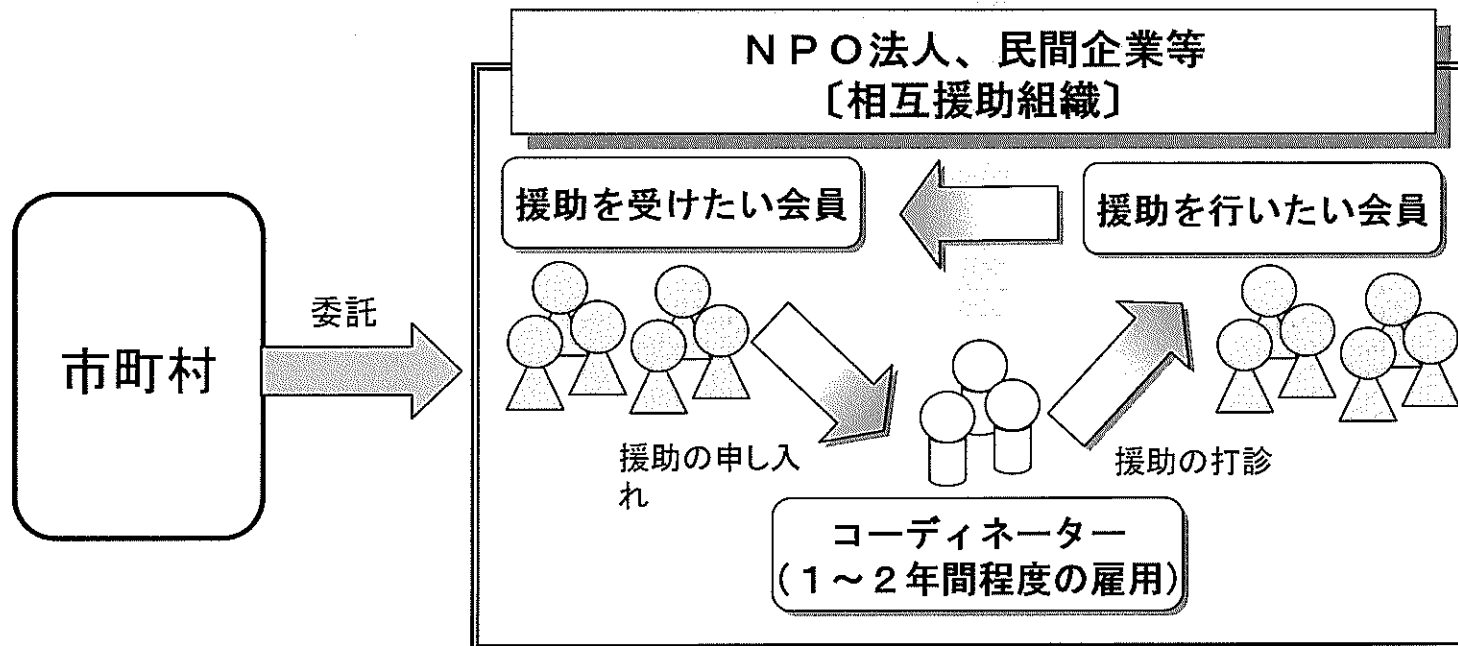 NPO法人、民間企業等
〔相互援助組織〕
援助を受けたい会員
援助を行いたい会員
委託
市町村
援助の申し入
れ
援助の打診
コーディネーター
(1~2年間程度の雇用)